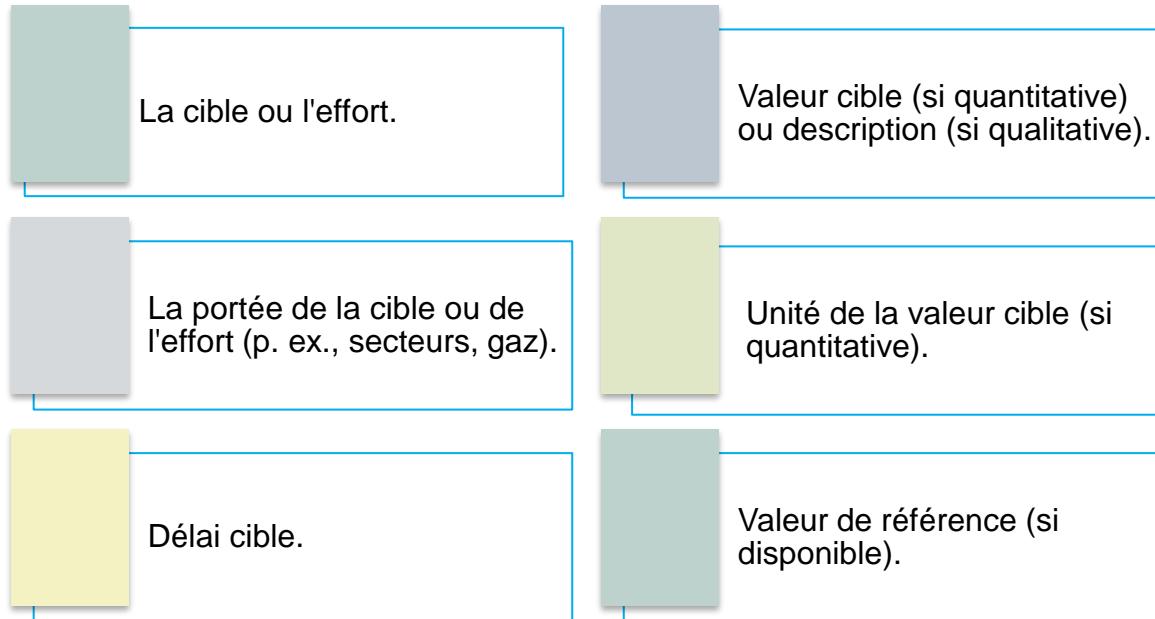 La cible ou l'effort.
Valeur cible (si quantitative)
ou description (si qualitative).
La portée de la cible ou de
l'effort (p. ex., secteurs, gaz).
Unité de la valeur cible (si
quantitative).
Délai cible.
Valeur de référence (si
disponible).